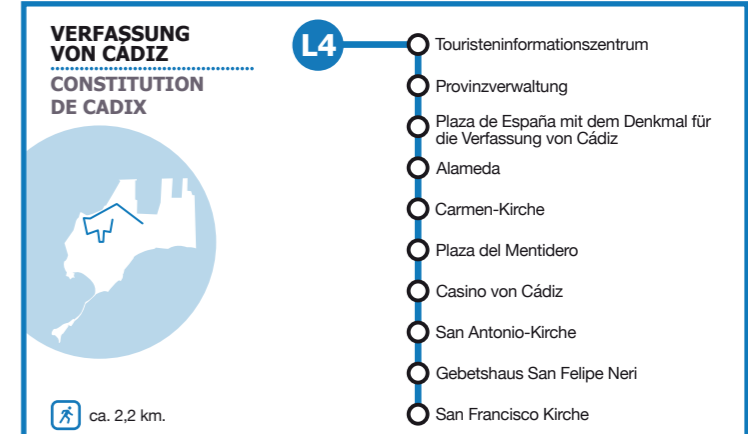 VERFASSUNG
VON CÁDIZ
CONSTITUTION
DE CADIX
ca. 2,2 km.
L4
Touristeninformationszentrum
Provinzverwaltung
Plaza de España mit dem Denkmal für
die Verfassung von Cádiz
Alameda
Carmen-Kirche
Plaza del Mentidero
Casino von Cádiz
San Antonio-Kirche
Gebetshaus San Felipe Neri
San Francisco Kirche